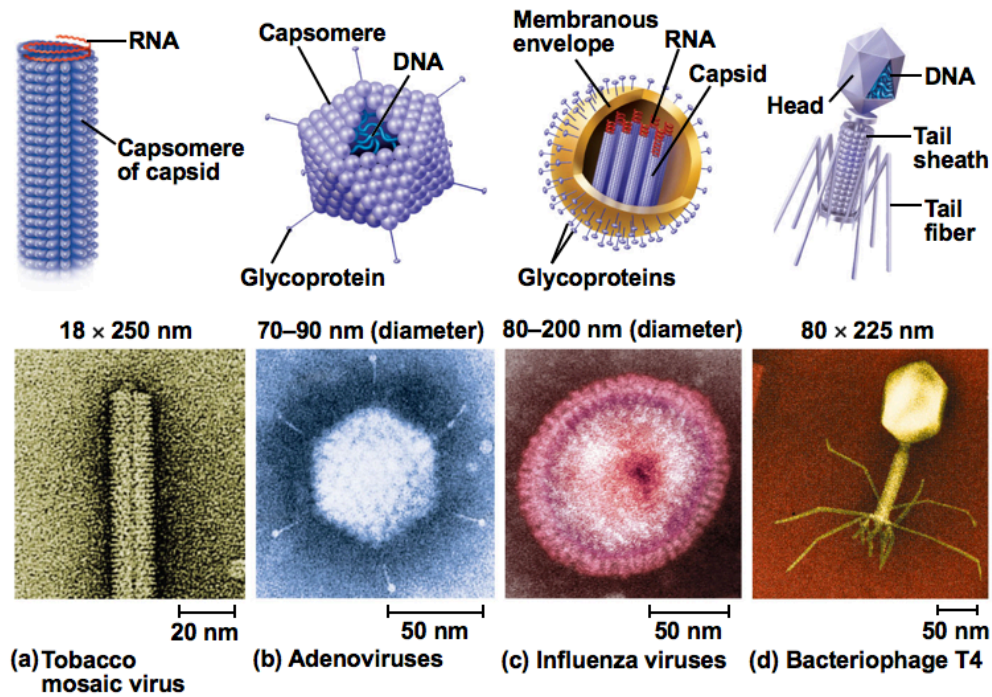 RNA
Capsomere
of capsid
Capsomere
DNA
Glycoprotein
Membranous
envelope
RNA
Capsid
Glycoproteins
Head
DNA
Tail
sheath
Tail
fiber
18 × 250 nm
70–90 nm (diameter)
80–200 nm (diameter)
80 × 225 nm
20 nm
50 nm
50 nm
50 nm
(a) Tobacco
mosaic virus
(b) Adenoviruses
(c) Influenza viruses
(d) Bacteriophage T4